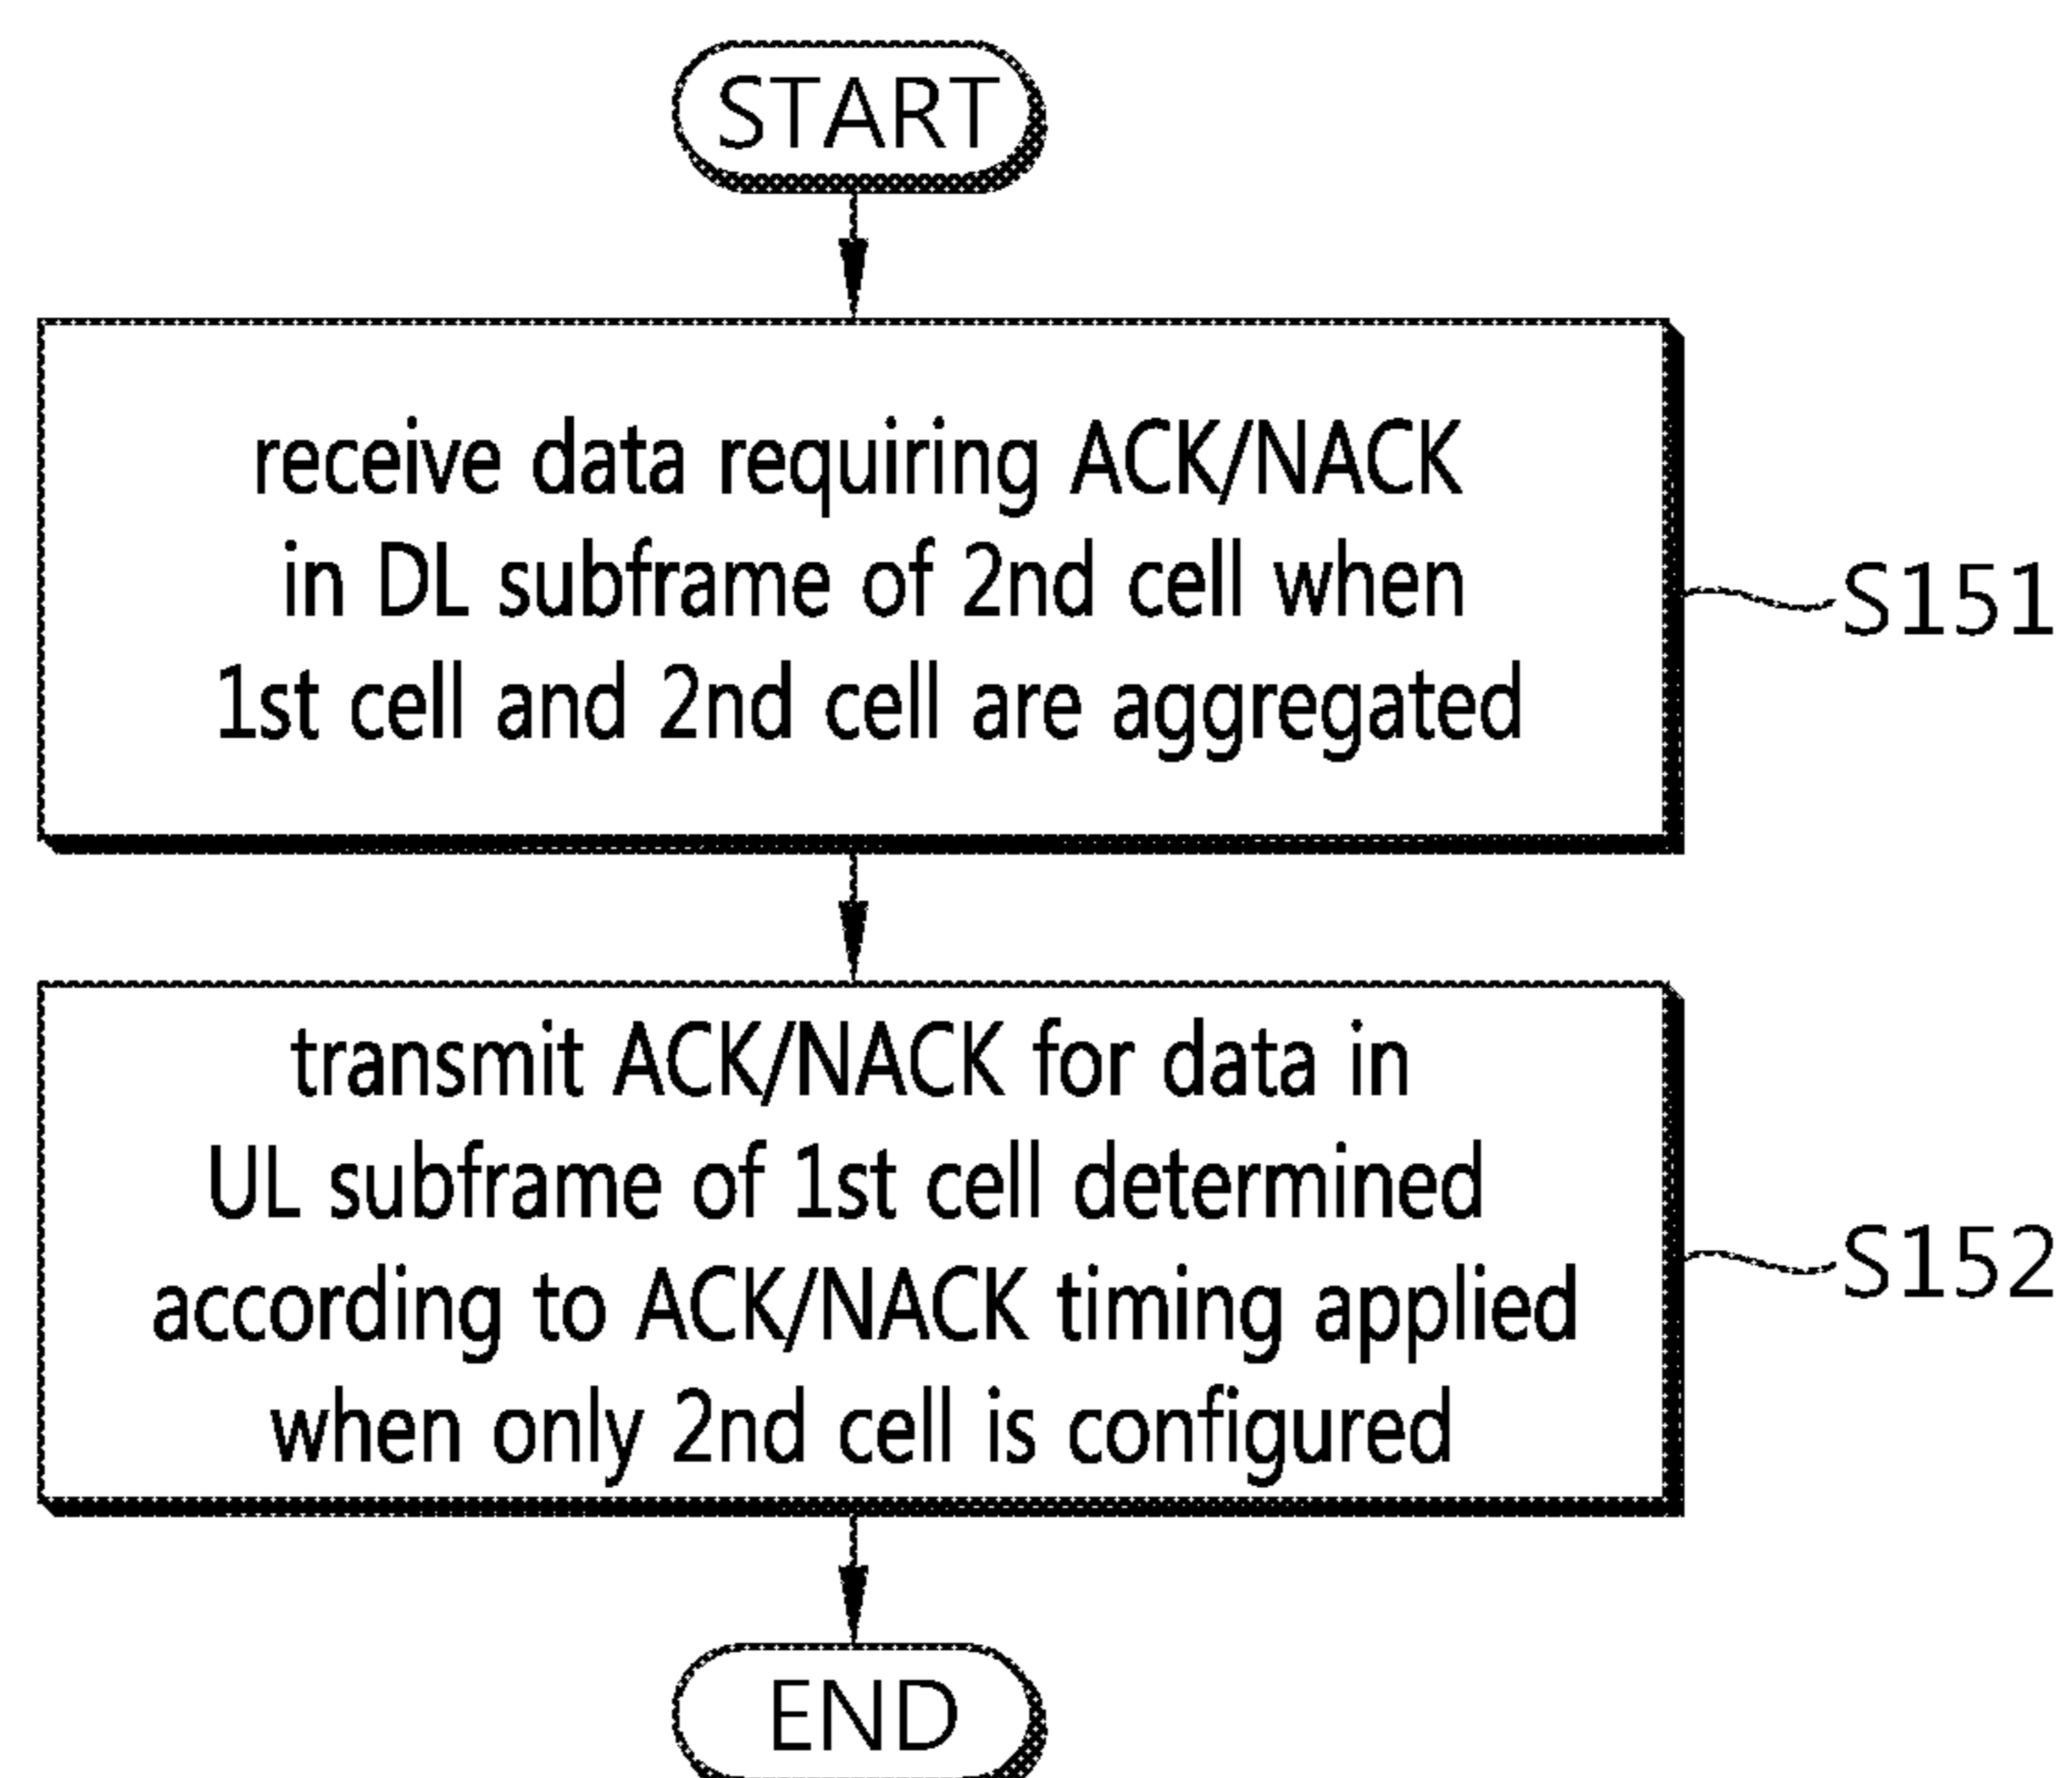 START
receive data requiring ACK/NACK
in DL subframe of 2nd cell when
1st cell and 2nd cell are aggregated
S151
transmit ACK/NACK for data in
UL subframe of 1st cell determined
according to ACK/NACK timing applied
when only 2nd cell is configured
S152
END